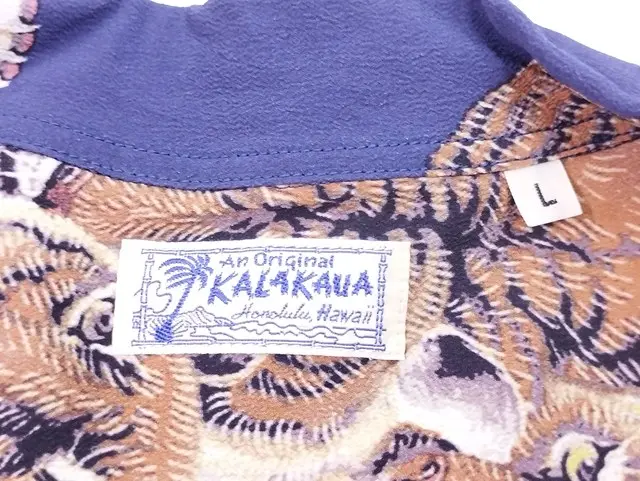 An Original
KALAKAUA
Honolulu, Hawaii
L